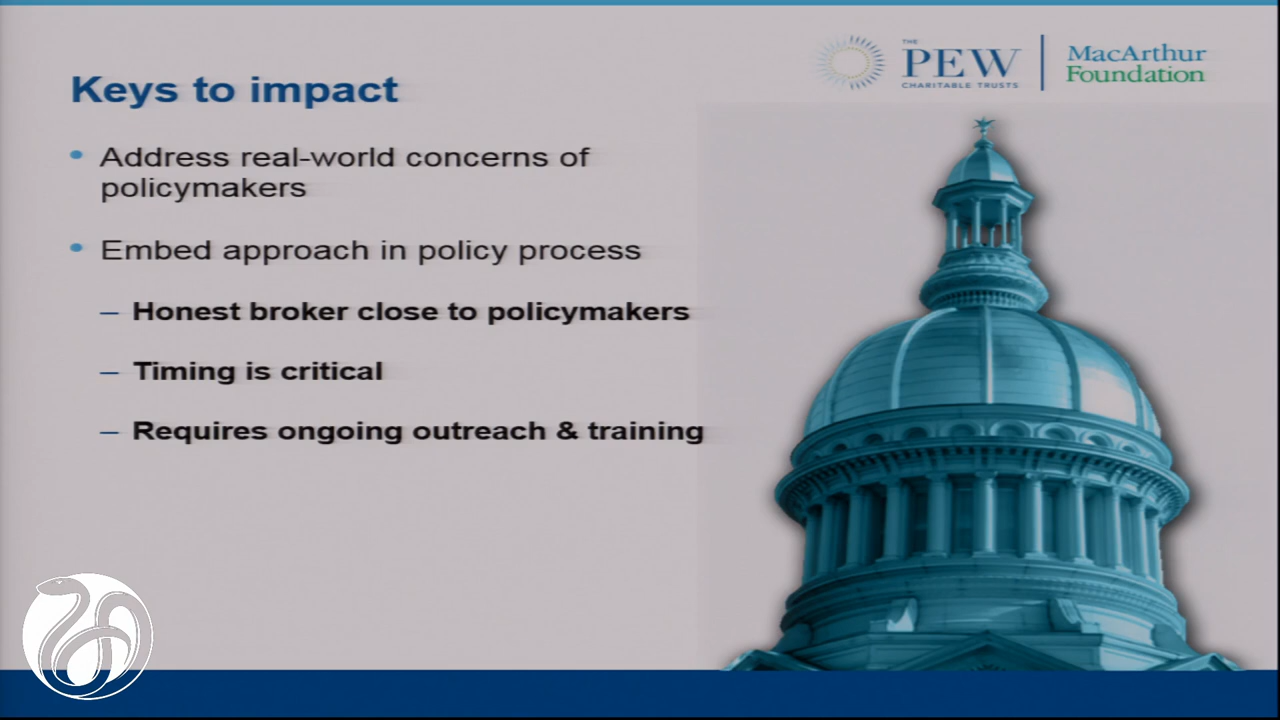 THE
PEW
CHARITABLE TRUSTS
MacArthur
Foundation
Keys to impact
• Address real-world concerns of
policymakers
• Embed approach in policy process
– Honest broker close to policymakers
– Timing is critical
– Requires ongoing outreach & training